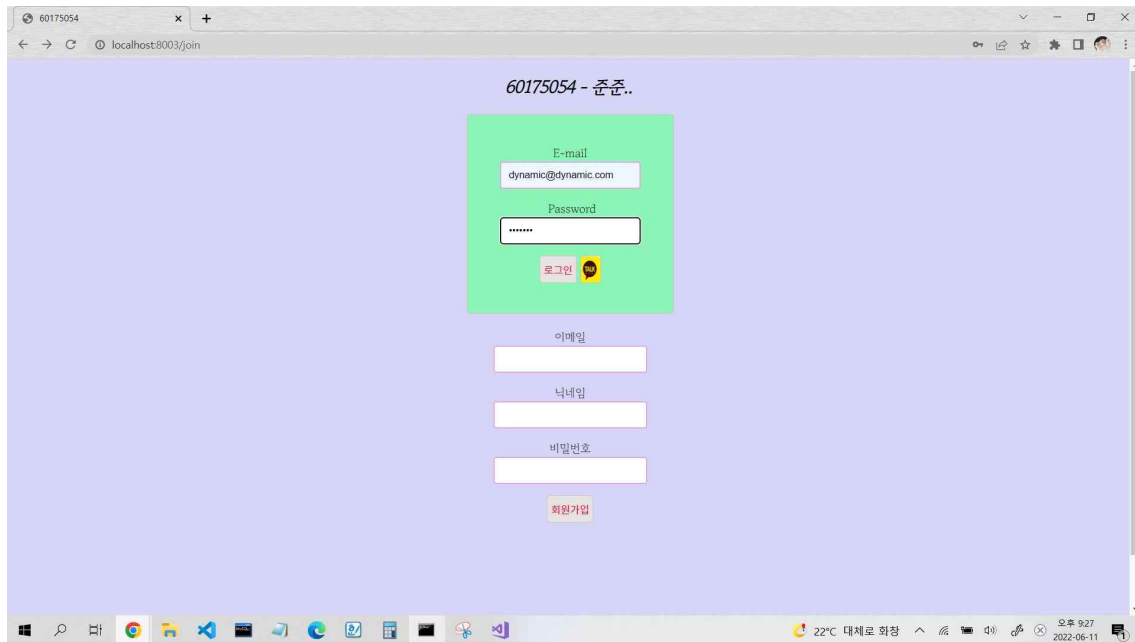 60175054
localhost:8003/join
60175054 - 준준..
E-mail
dynamic@dynamic.com
Password
•••••••
로그인 TALK
이메일
닉네임
비밀번호
회원가입
22°C 대체로 화창
오후 9:27
2022-06-11